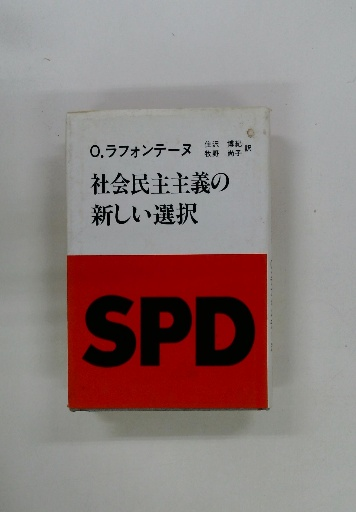 O.ラフォンテーヌ 住沢 博紀 牧野 尚子 訳
社会民主主義の
新しい選択
SPD